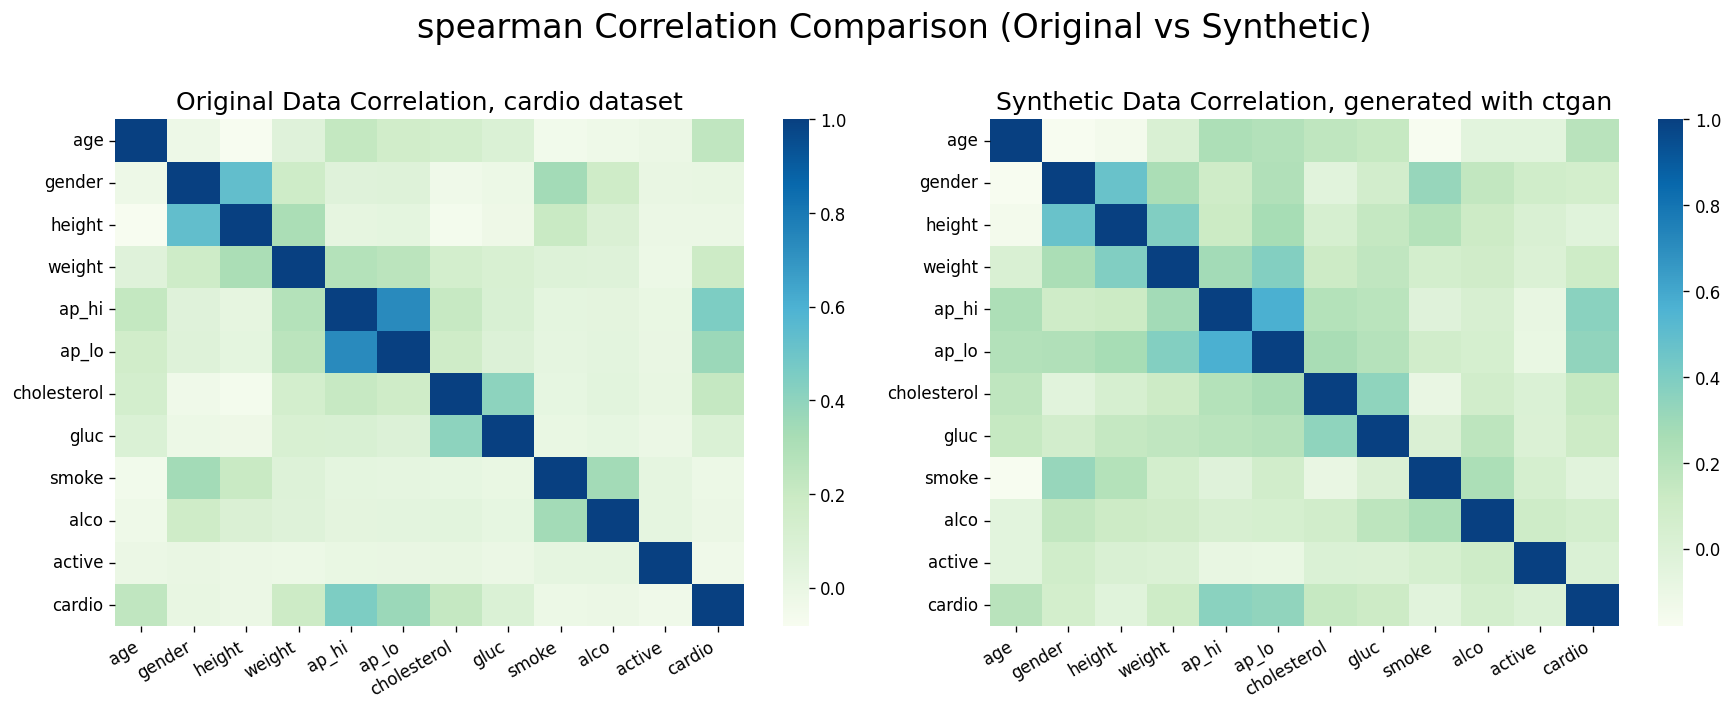 spearman Correlation Comparison (Original vs Synthetic)
Original Data Correlation, cardio dataset
age
gender
height
weight
ap_hi
ap_lo
cholesterol
gluc
smoke
alco
active
cardio
age
gender
height
weight
ap_hi
ap_lo
cholesterol
gluc
smoke
alco
active
cardio
1.0
0.8
0.6
0.4
0.2
0.0
Synthetic Data Correlation, generated with ctgan
age
gender
height
weight
ap_hi
ap_lo
cholesterol
gluc
smoke
alco
active
cardio
age
gender
height
weight
ap_hi
ap_lo
cholesterol
gluc
smoke
alco
active
cardio
1.0
0.8
0.6
0.4
0.2
0.0